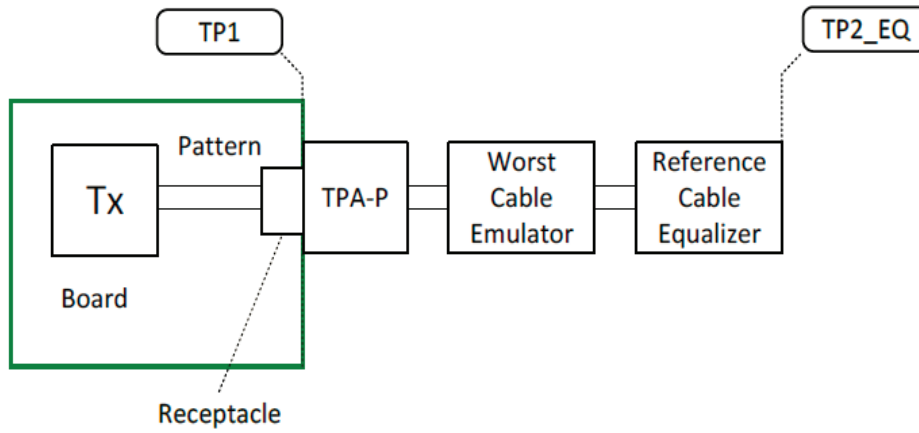 TP1
TP2_EQ
Pattern
Tx
TPA-P
Worst
Cable
Emulator
Reference
Cable
Equalizer
Board
Receptacle